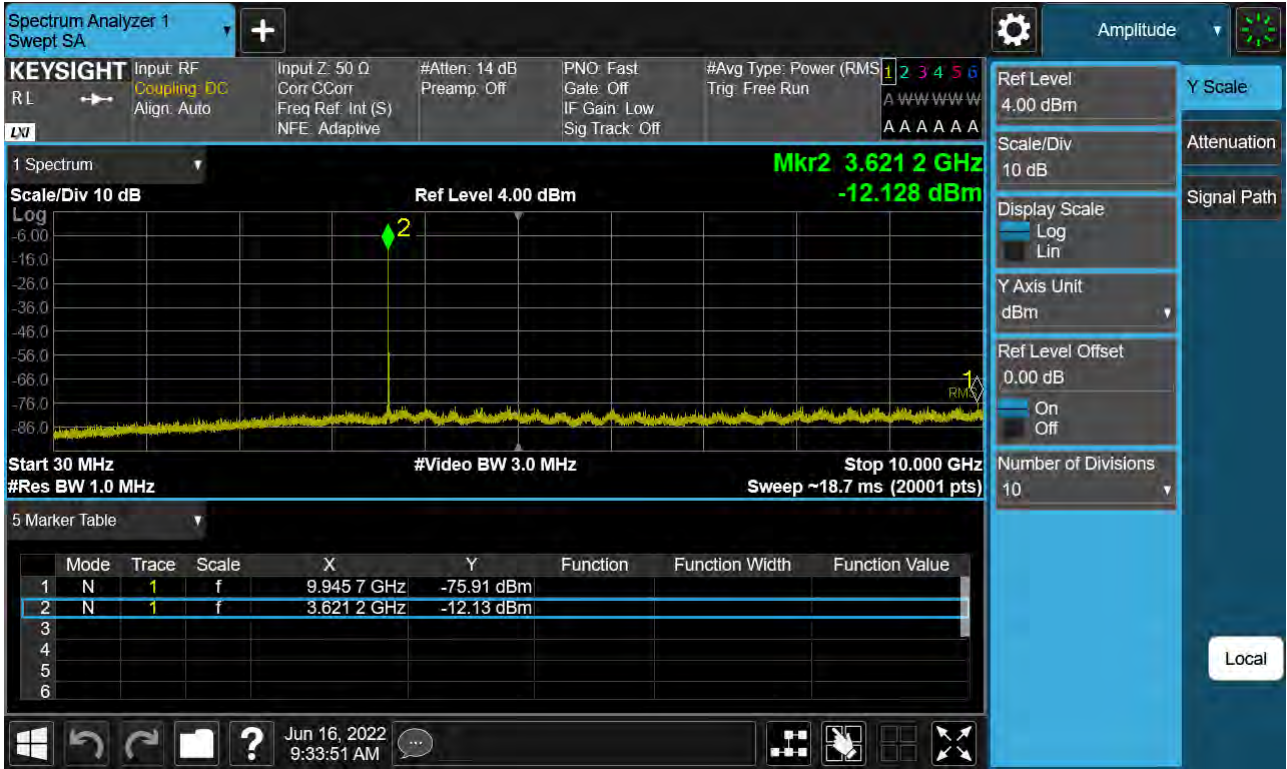 Spectrum Analyzer 1
Swept SA
+
Amplitude
KEYSIGHT
RL
LXI
Input: RF
Coupling: DC
Align: Auto
Input Z: 50 Ω
Corr CCorr
Freq Ref: Int (S)
NFE: Adaptive
#Atten: 14 dB
Preamp: Off
PNO: Fast
Gate: Off
IF Gain: Low
Sig Track: Off
#Avg Type: Power (RMS
Trig: Free Run
1 2 3 4 5 6
A W W W W W
A A A A A A
1 Spectrum
Mkr2 3.621 2 GHz
Scale/Div 10 dB
Ref Level 4.00 dBm
-12.128 dBm
Log
-6.00
-16.0
-26.0
-36.0
-46.0
-56.0
-66.0
-76.0
-86.0
2
1
RMS
Start 30 MHz
#Video BW 3.0 MHz
Stop 10.000 GHz
#Res BW 1.0 MHz
Sweep ~18.7 ms (20001 pts)
5 Marker Table
Mode Trace Scale X Y Function Function Width Function Value
1 N 1 f 9.945 7 GHz -75.91 dBm
2 N 1 f 3.621 2 GHz -12.13 dBm
3
4
5
6
?
Jun 16, 2022
9:33:51 AM
Ref Level
4.00 dBm
Scale/Div
10 dB
Display Scale
Log
Lin
Y Axis Unit
dBm
Ref Level Offset
0.00 dB
On
Off
Number of Divisions
10
Y Scale
Attenuation
Signal Path
Local